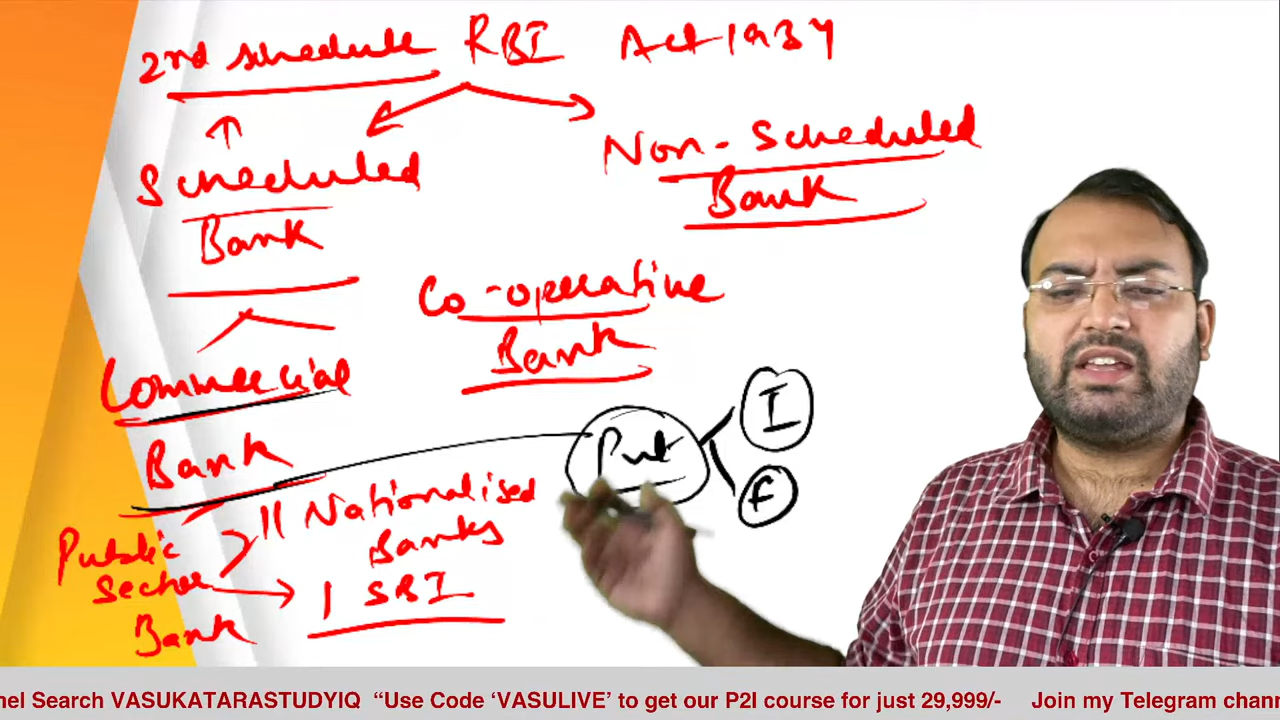 2nd schedule RBI Act 1934
Scheduled
Bank
Non-Scheduled
Bank
Co-operative
Bank
Commercial
Bank
Pvt
I
F
Public
Sector
Bank
11 Nationalised
Banks
1 SBI
nel Search VASUKATARASTUDYIQ “Use Code ‘VASULIVE’ to get our P2I course for just 29,999/- Join my Telegram chan